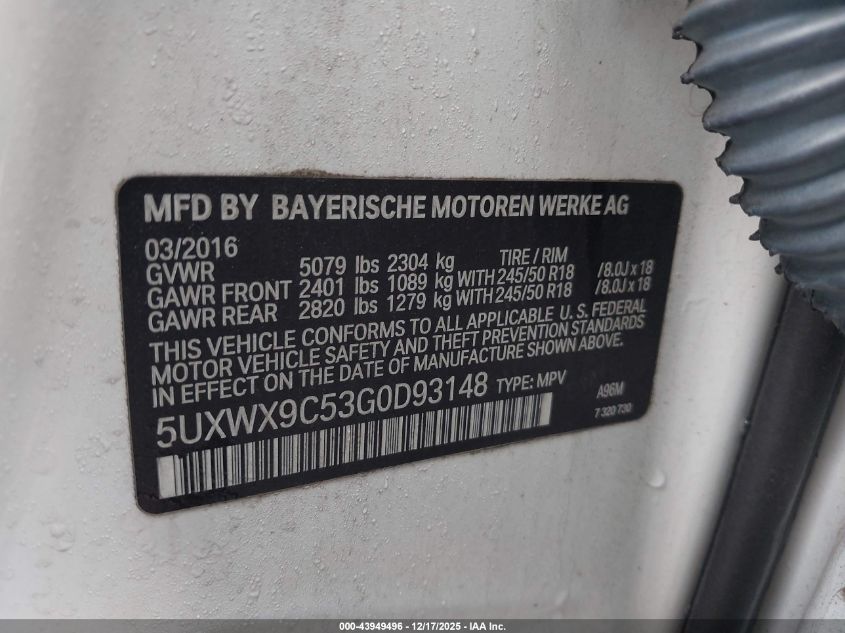 MFD BY BAYERISCHE MOTOREN WERKE AG
03/2016 TIRE / RIM
GVWR 5079 lbs 2304 kg
GAWR FRONT 2401 lbs 1089 kg WITH 245/50 R18 / 8.0J x 18
GAWR REAR 2820 lbs 1279 kg WITH 245/50 R18 / 8.0J x 18
THIS VEHICLE CONFORMS TO ALL APPLICABLE U.S. FEDERAL
MOTOR VEHICLE SAFETY AND THEFT PREVENTION STANDARDS
IN EFFECT ON THE DATE OF MANUFACTURE SHOWN ABOVE.
5UXWX9C53G0D93148 TYPE: MPV A96M
7 320 730
000-43949496 - 12/17/2025 - IAA Inc.